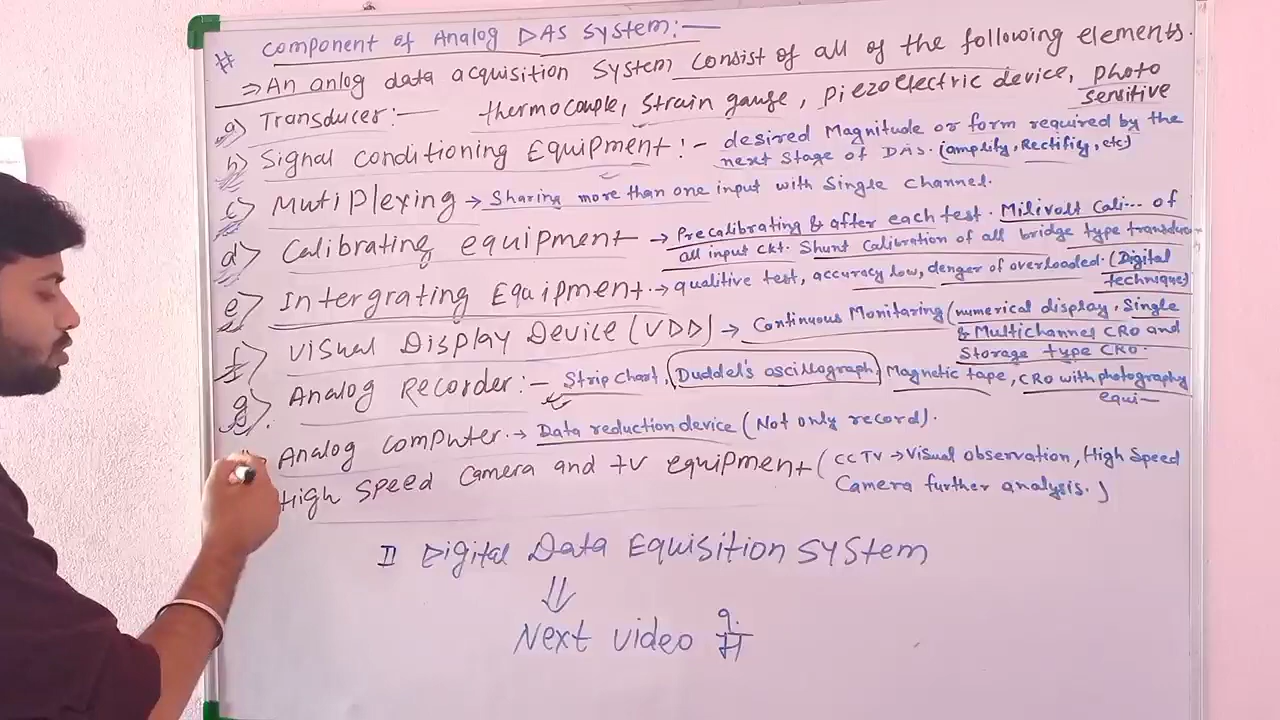 # Component of Analog DAS System:—
⇒ An anlog data acquisition System consist of all of the following elements.
a) Transducer:— thermocouple, Strain gauge, Piezoelectric device, photo sensitive
b) Signal conditioning Equipment:- desired Magnitude or form required by the next Stage of DAS. (amplify, Rectifiy, etc)
c) Mutiplexing → Sharing more than one input with Single Channel.
d) Calibrating equipment → Precalibrating & after each test. Milivolt Cali... of all input ckt. Shunt Calibration of all bridge type transdu
e) Intergrating Equipment. → qualitive test, accuracy low, denger of overloaded. (Digital technique)
f) Visual Display Device (VDD) → Continuous Monitaring (numerical display, Single & Multichannel CRO and Storage type CRO.
g) Analog Recorder:- Strip Chart, Duddel's oscillograph, Magnetic tape, CRO with photography equi—
Analog computer. → Data reduction device (Not only record).
High Speed Camera and tv equipment (CCTV → Visual observation, High Speed Camera further analysis.)
II Digital Data Equisition System
⇓
Next video में